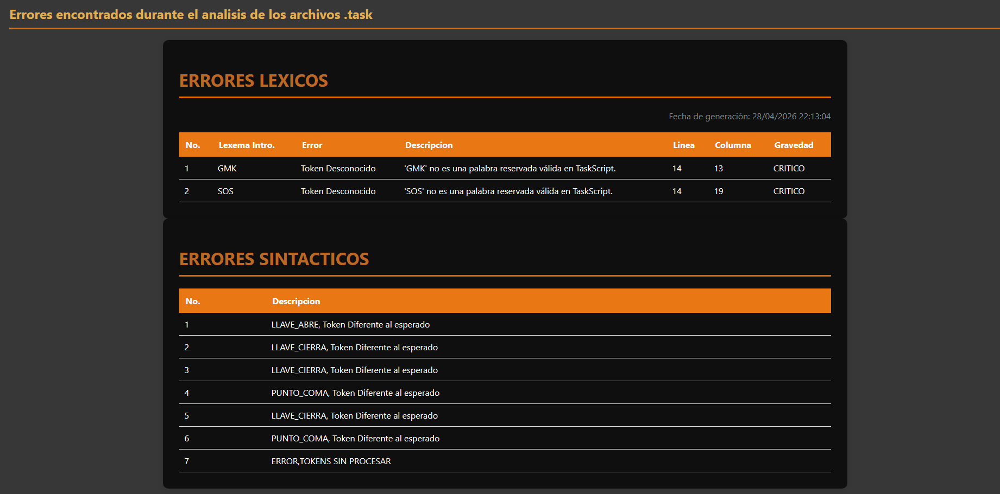 Errores encontrados durante el analisis de los archivos .task
ERRORES LEXICOS
Fecha de generación: 28/04/2026 22:13:04
No. Lexema Intro. Error Descripcion Linea Columna Gravedad
1 GMK Token Desconocido 'GMK' no es una palabra reservada válida en TaskScript. 14 13 CRITICO
2 SOS Token Desconocido 'SOS' no es una palabra reservada válida en TaskScript. 14 19 CRITICO
ERRORES SINTACTICOS
No. Descripcion
1 LLAVE_ABRE, Token Diferente al esperado
2 LLAVE_CIERRA, Token Diferente al esperado
3 LLAVE_CIERRA, Token Diferente al esperado
4 PUNTO_COMA, Token Diferente al esperado
5 LLAVE_CIERRA, Token Diferente al esperado
6 PUNTO_COMA, Token Diferente al esperado
7 ERROR,TOKENS SIN PROCESAR